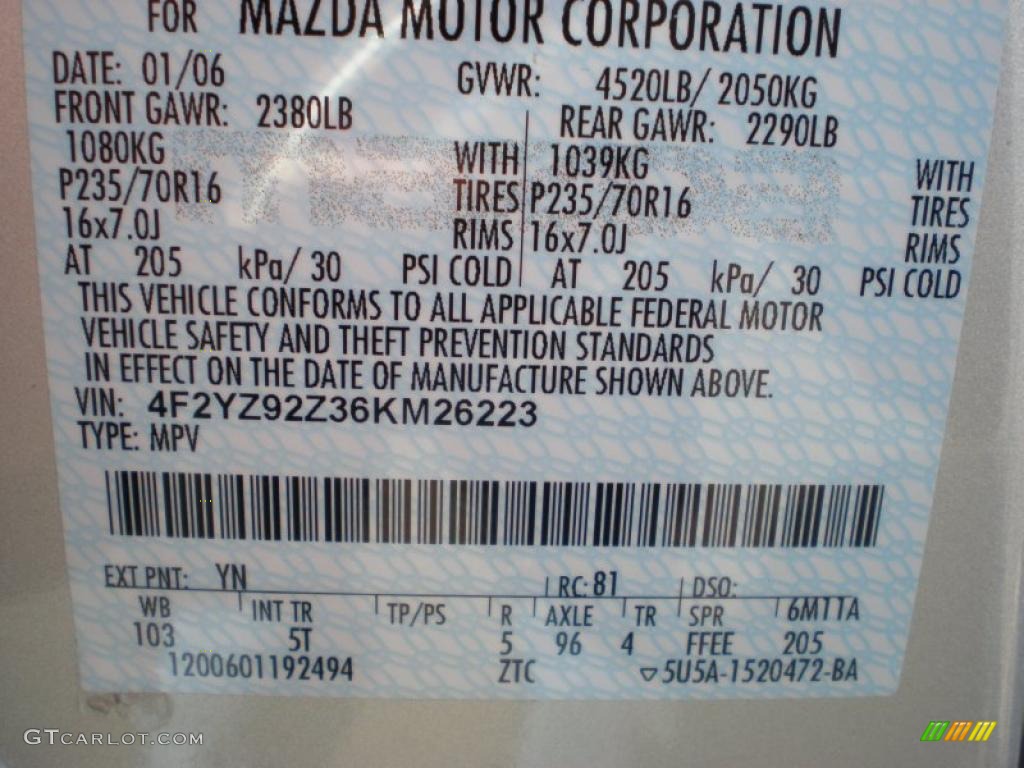 FOR MAZDA MOTOR CORPORATION
DATE: 01/06 GVWR: 4520LB/ 2050KG
FRONT GAWR: 2380LB REAR GAWR: 2290LB
1080KG WITH 1039KG WITH
P235/70R16 TIRES P235/70R16 TIRES
16x7.0J RIMS 16x7.0J RIMS
AT 205 kPa/ 30 PSI COLD AT 205 kPa/ 30 PSI COLD
THIS VEHICLE CONFORMS TO ALL APPLICABLE FEDERAL MOTOR
VEHICLE SAFETY AND THEFT PREVENTION STANDARDS
IN EFFECT ON THE DATE OF MANUFACTURE SHOWN ABOVE.
VIN: 4F2YZ92Z36KM26223
TYPE: MPV
EXT PNT: YN RC: 81 DSO:
WB INT TR TP/PS R AXLE TR SPR 6M11A
103 5T 5 96 4 FFEE 205
1200601192494 ZTC ▽5U5A-1520472-BA
GTCARLOT.COM